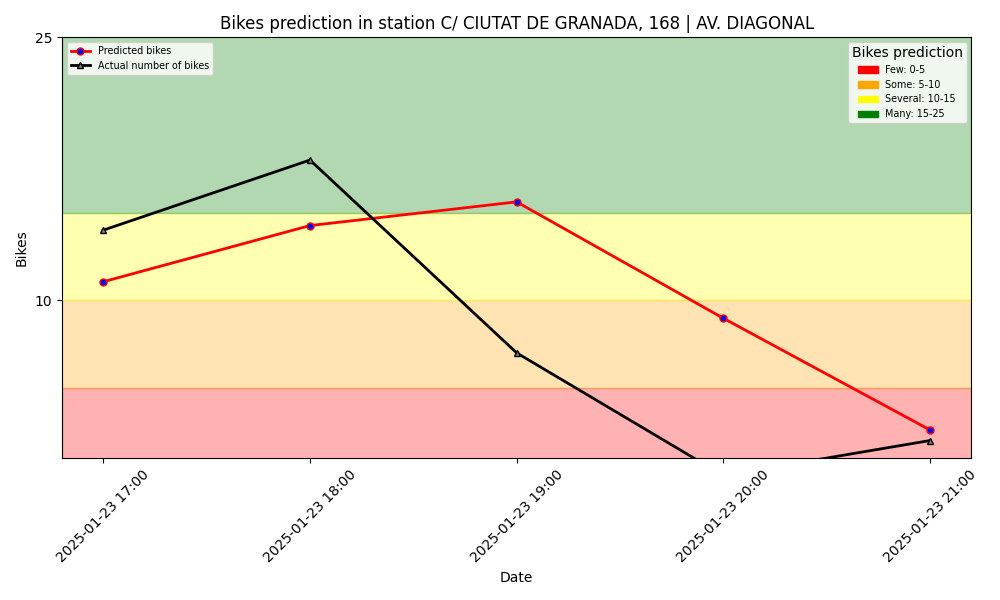 Bikes prediction in station C/ CIUTAT DE GRANADA, 168 | AV. DIAGONAL
25
Predicted bikes
Actual number of bikes
Bikes prediction
Few: 0-5
Some: 5-10
Several: 10-15
Many: 15-25
Bikes
10
2025-01-23 17:00
2025-01-23 18:00
2025-01-23 19:00
2025-01-23 20:00
2025-01-23 21:00
Date